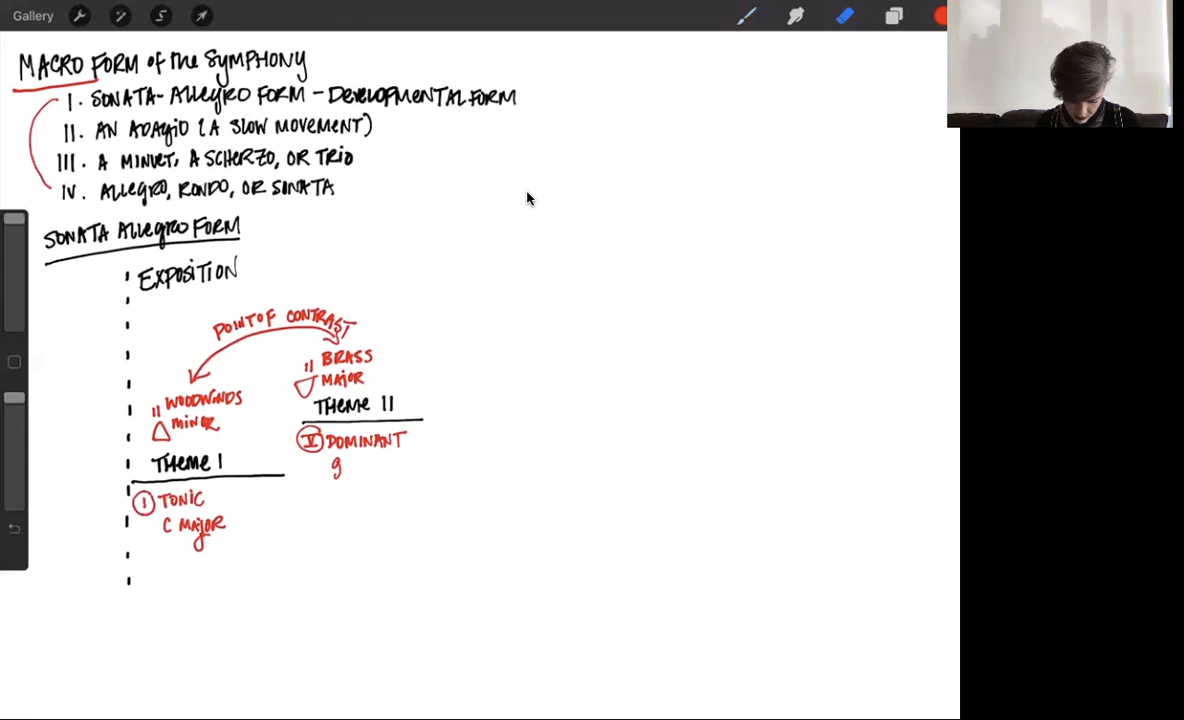 Gallery
MACRO FORM of the SYMPHONY
I. SONATA-Allegro FORM - DEVELOPMENTAL FORM
II. AN ADAGIO (A SLOW MOVEMENT)
III. A MINUET, A SCHERZO, OR TRIO
IV. Allegro, RONDO, OR SONATA
SONATA Allegro FORM
EXPOSITION
POINT OF CONTRAST
BRASS
MAJOR
THEME II
WOODWINDS
MINOR
V DOMINANT
g
THEME I
I TONIC
C MAJOR